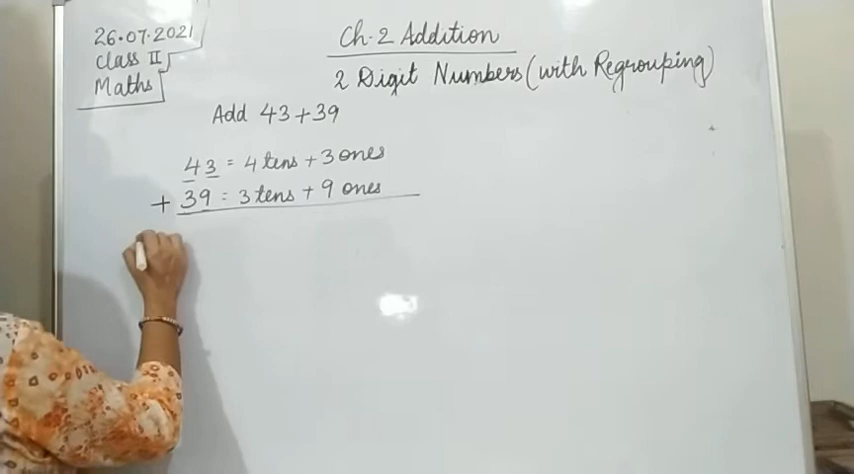 26.07.2021
Class II
Maths
Ch.2 Addition
2 Digit Numbers (with Regrouping)
Add 43+39
43 = 4 tens + 3 ones
+ 39 = 3 tens + 9 ones